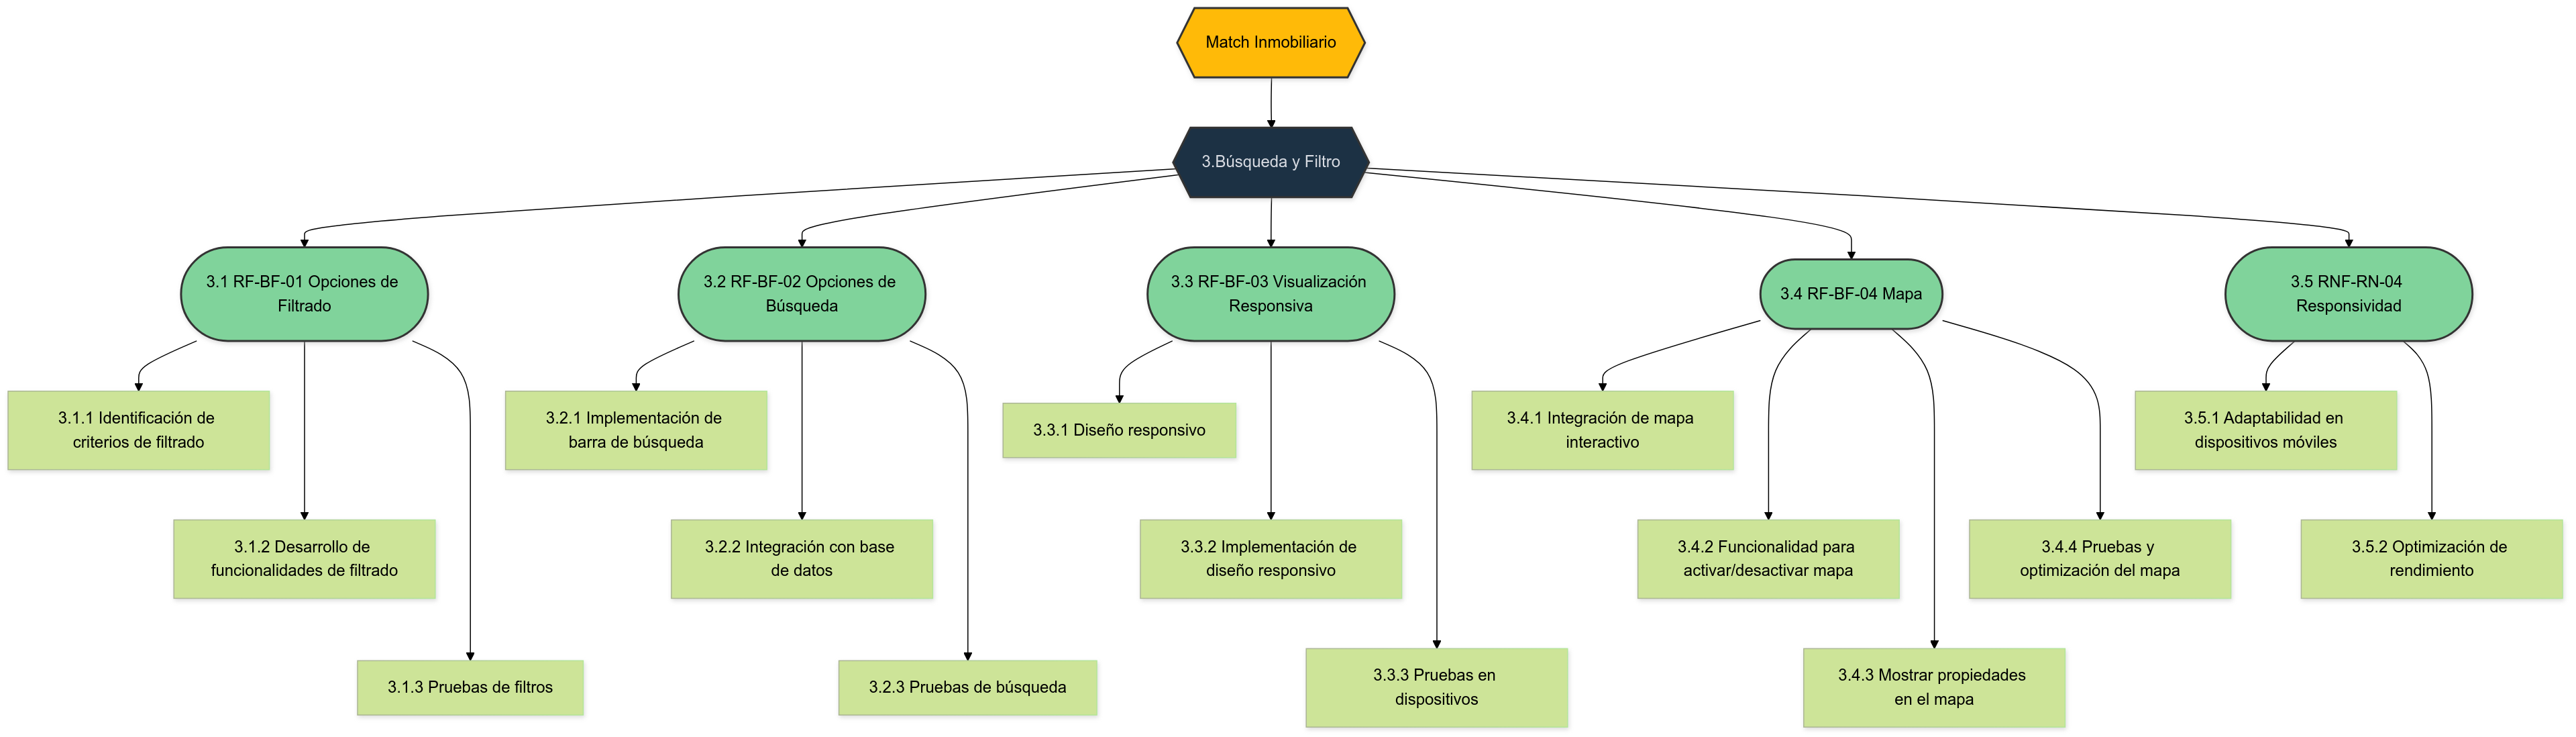 Match Inmobiliario
3.Búsqueda y Filtro
3.1 RF-BF-01 Opciones de
Filtrado
3.2 RF-BF-02 Opciones de
Búsqueda
3.3 RF-BF-03 Visualización
Responsiva
3.4 RF-BF-04 Mapa
3.5 RNF-RN-04
Responsividad
3.1.1 Identificación de
criterios de filtrado
3.2.1 Implementación de
barra de búsqueda
3.3.1 Diseño responsivo
3.4.1 Integración de mapa
interactivo
3.5.1 Adaptabilidad en
dispositivos móviles
3.1.2 Desarrollo de
funcionalidades de filtrado
3.2.2 Integración con base
de datos
3.3.2 Implementación de
diseño responsivo
3.4.2 Funcionalidad para
activar/desactivar mapa
3.4.4 Pruebas y
optimización del mapa
3.5.2 Optimización de
rendimiento
3.1.3 Pruebas de filtros
3.2.3 Pruebas de búsqueda
3.3.3 Pruebas en
dispositivos
3.4.3 Mostrar propiedades
en el mapa